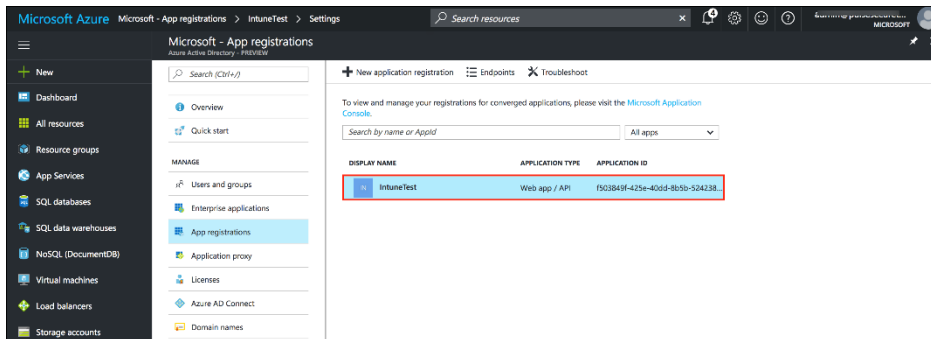 Microsoft Azure Microsoft - App registrations > IntuneTest > Settings
Search resources
MICROSOFT
Microsoft - App registrations
Azure Active Directory - PREVIEW
New
Dashboard
All resources
Resource groups
App Services
SQL databases
SQL data warehouses
NoSQL (DocumentDB)
Virtual machines
Load balancers
Storage accounts
Search (Ctrl+/)
Overview
Quick start
MANAGE
Users and groups
Enterprise applications
App registrations
Application proxy
Licenses
Azure AD Connect
Domain names
New application registration Endpoints Troubleshoot
To view and manage your registrations for converged applications, please visit the Microsoft Application
Console.
Search by name or AppId All apps
DISPLAY NAME APPLICATION TYPE APPLICATION ID
IN IntuneTest Web app / API f503849f-425e-40dd-8b5b-524238...